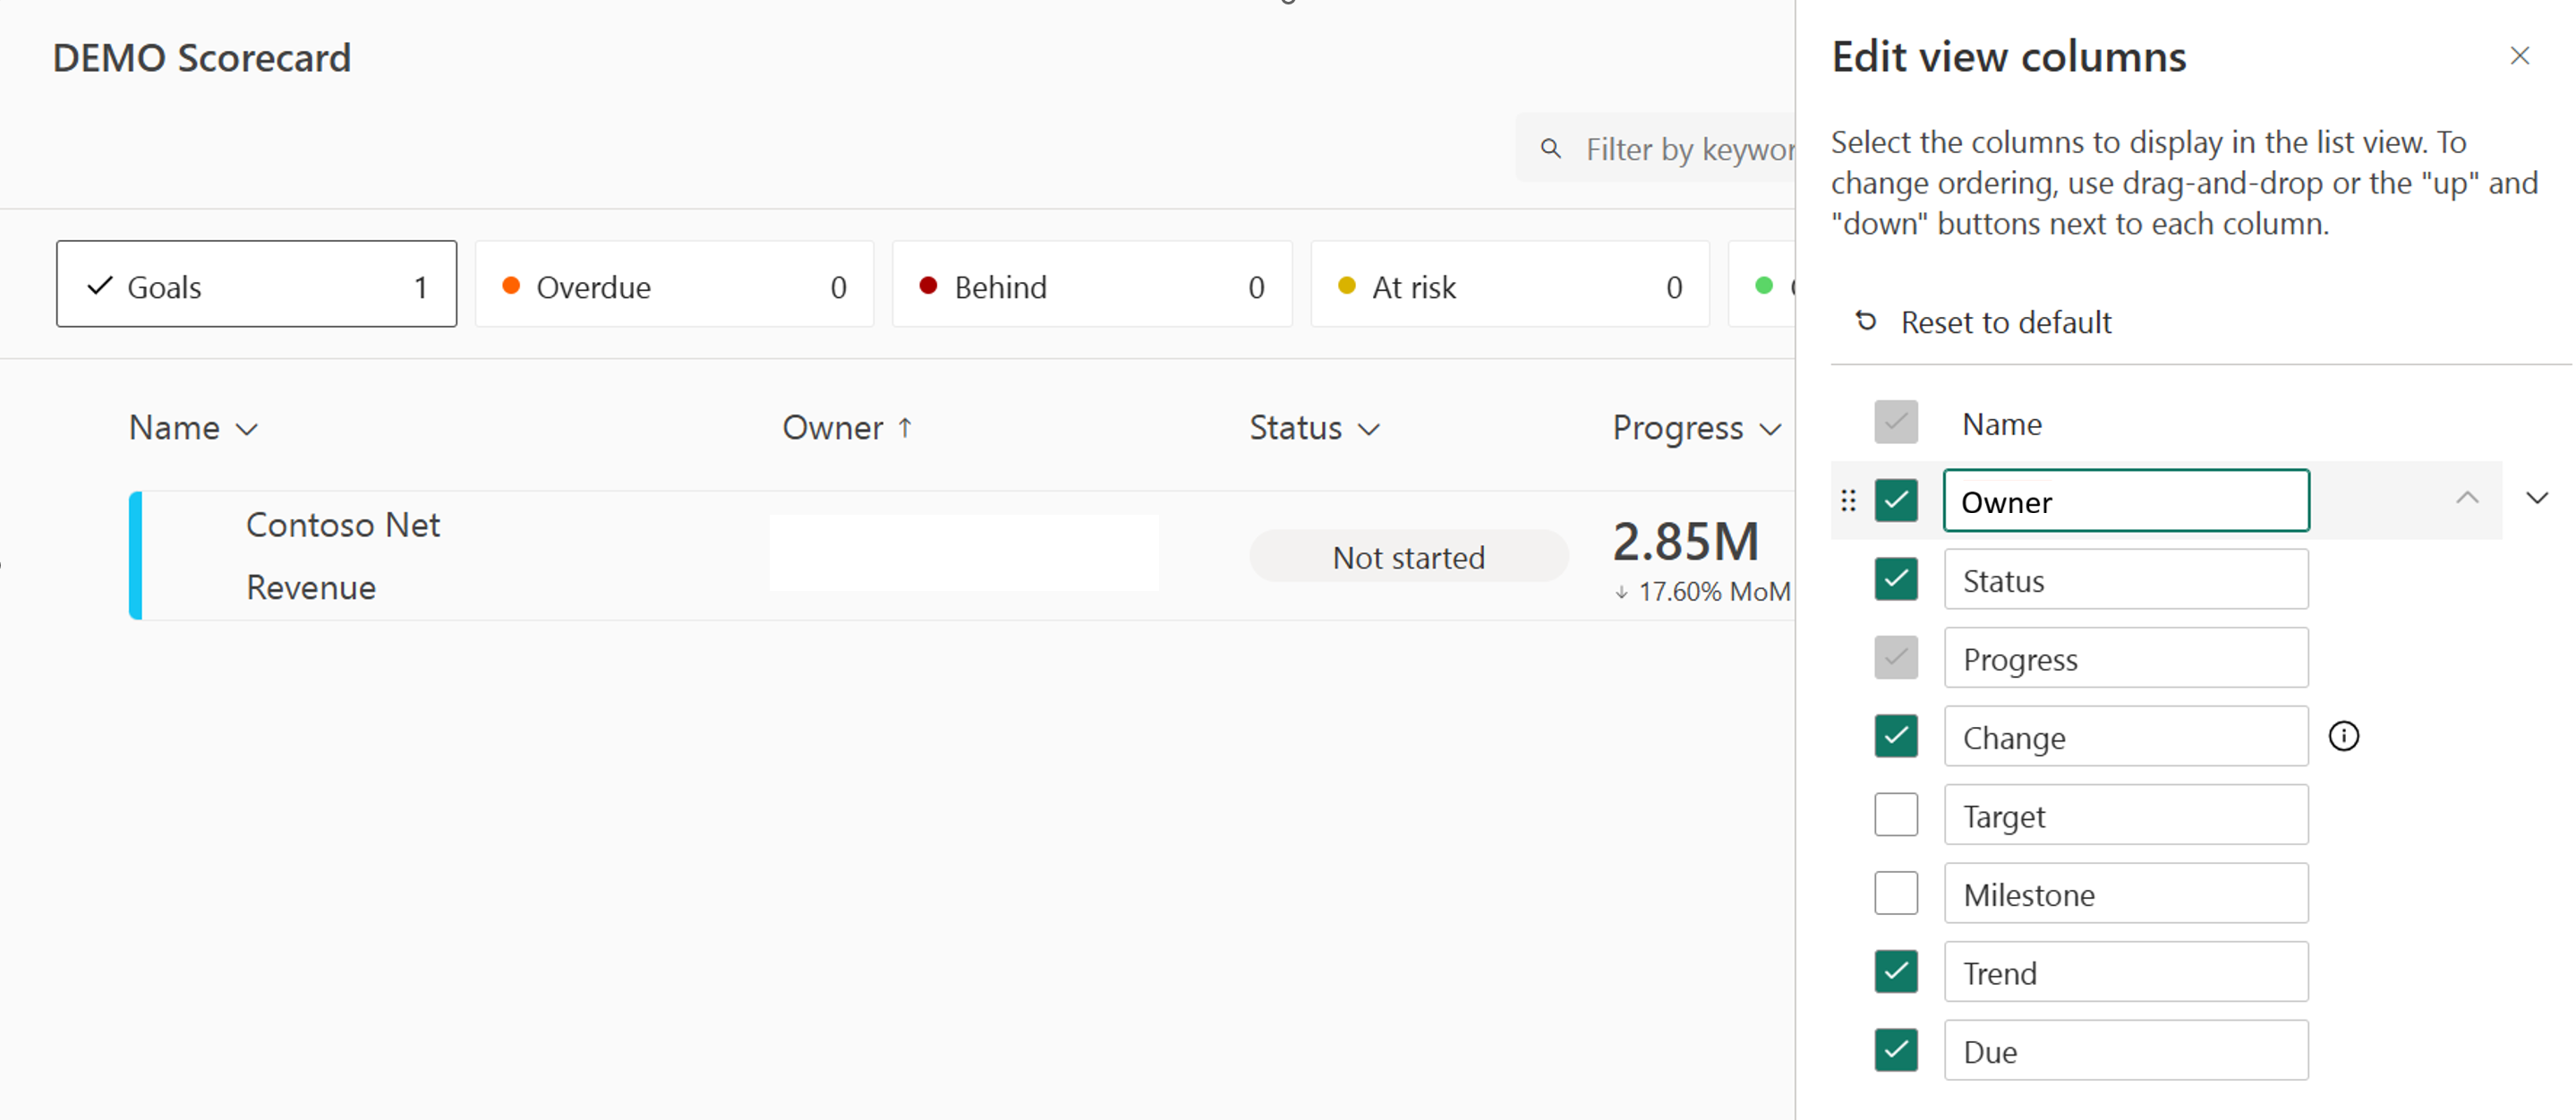 DEMO Scorecard
Filter by keywor
Goals 1
Overdue 0
Behind 0
At risk 0
Name
Owner ↑
Status
Progress
Contoso Net
Revenue
Not started
2.85M
↓ 17.60% MoM
Edit view columns
Select the columns to display in the list view. To
change ordering, use drag-and-drop or the "up" and
"down" buttons next to each column.
Reset to default
Name
Owner
Status
Progress
Change
Target
Milestone
Trend
Due